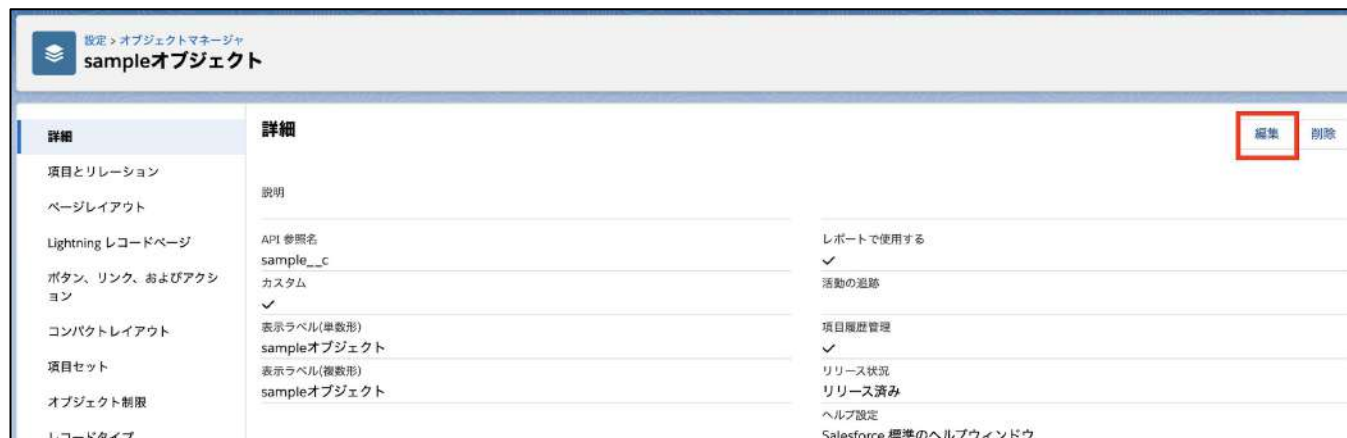 設定 > オブジェクトマネージャ
sampleオブジェクト
詳細
項目とリレーション
ページレイアウト
Lightning レコードページ
ボタン、リンク、およびアクシ
ョン
コンパクトレイアウト
項目セット
オブジェクト制限
レコードタイプ
詳細
編集 削除
説明
API 参照名
sample__c
カスタム
表示ラベル(単数形)
sampleオブジェクト
表示ラベル(複数形)
sampleオブジェクト
レポートで使用する
活動の追跡
項目履歴管理
リリース状況
リリース済み
ヘルプ設定
Salesforce 標準のヘルプウィンドウ